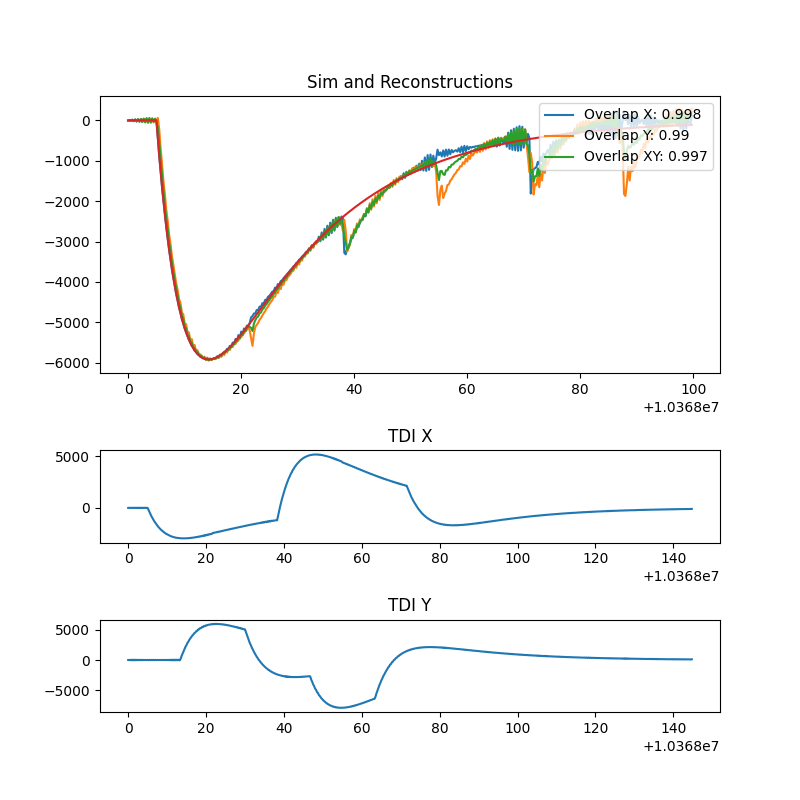 Sim and Reconstructions
Overlap X: 0.998
Overlap Y: 0.99
Overlap XY: 0.997
0
−1000
−2000
−3000
−4000
−5000
−6000
0 20 40 60 80 100
+1.0368e7
TDI X
5000
0
0 20 40 60 80 100 120 140
+1.0368e7
TDI Y
5000
0
−5000
0 20 40 60 80 100 120 140
+1.0368e7